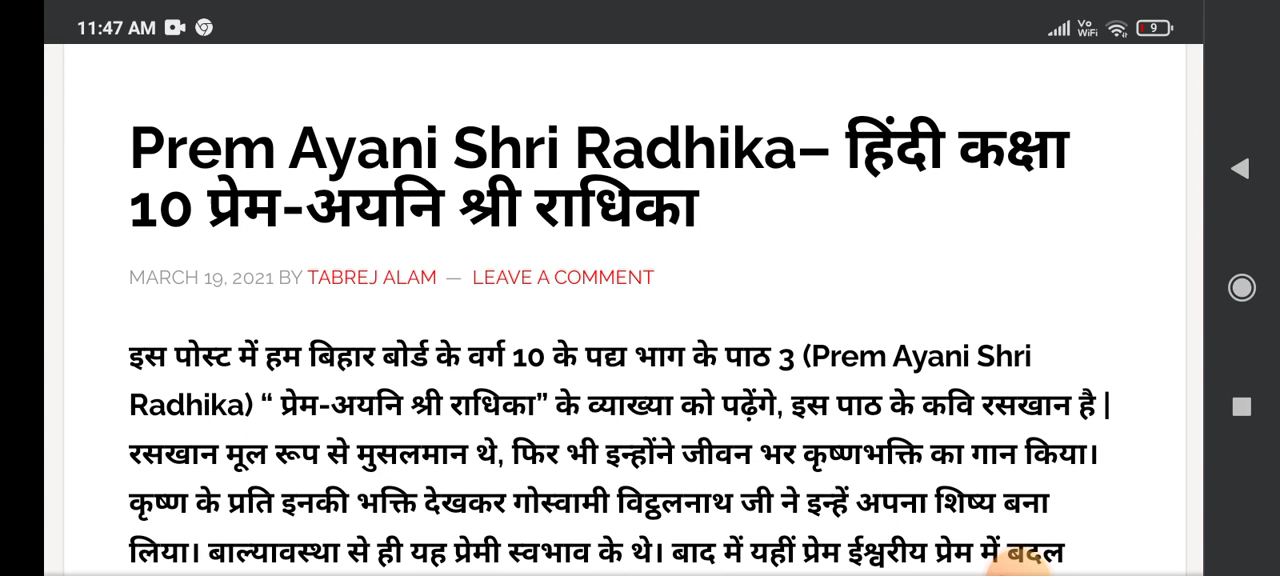 11:47 AM
Vo WiFi
9
Prem Ayani Shri Radhika– हिंदी कक्षा
10 प्रेम-अयनि श्री राधिका
MARCH 19, 2021 BY TABREJ ALAM — LEAVE A COMMENT
इस पोस्ट में हम बिहार बोर्ड के वर्ग 10 के पद्य भाग के पाठ 3 (Prem Ayani Shri
Radhika) “ प्रेम-अयनि श्री राधिका” के व्याख्या को पढ़ेंगे, इस पाठ के कवि रसखान है |
रसखान मूल रूप से मुसलमान थे, फिर भी इन्होंने जीवन भर कृष्णभक्ति का गान किया।
कृष्ण के प्रति इनकी भक्ति देखकर गोस्वामी विट्ठलनाथ जी ने इन्हें अपना शिष्य बना
लिया। बाल्यावस्था से ही यह प्रेमी स्वभाव के थे। बाद में यहीं प्रेम ईश्वरीय प्रेम में बदल